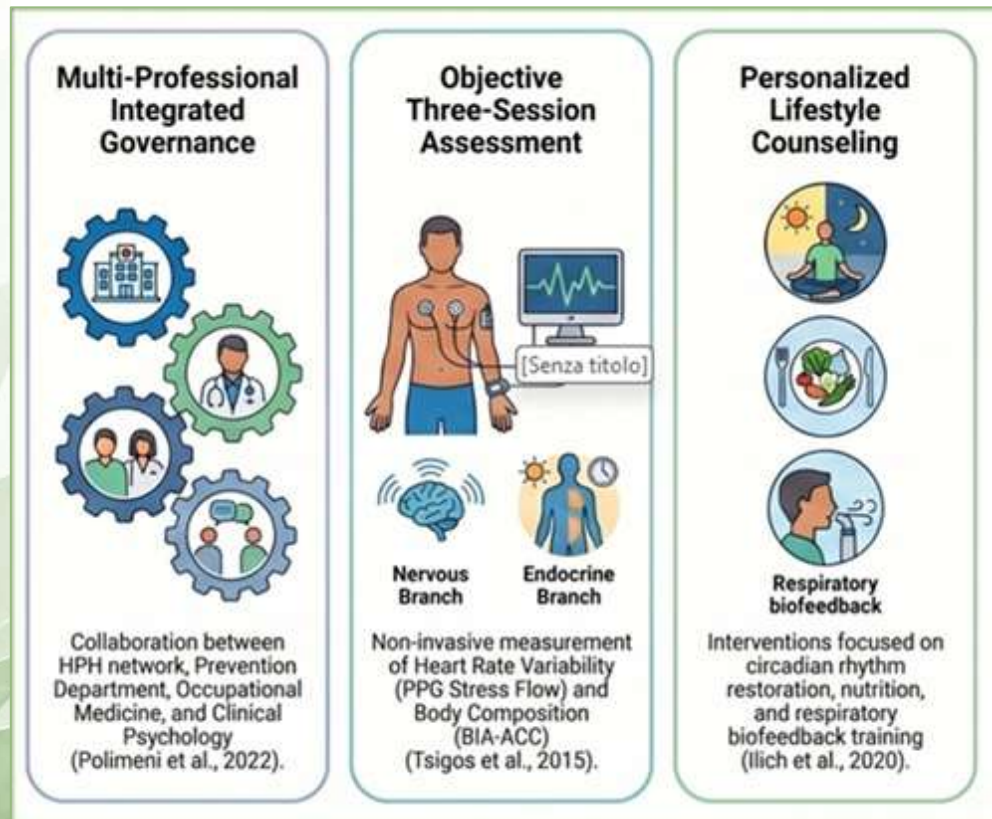 Multi-Professional
Integrated
Governance
Collaboration between
HPH network, Prevention
Department, Occupational
Medicine, and Clinical
Psychology
(Polimeni et al., 2022).
Objective
Three-Session
Assessment
[Senza titolo]
Nervous
Branch
Endocrine
Branch
Non-invasive measurement
of Heart Rate Variability
(PPG Stress Flow) and
Body Composition
(BIA-ACC)
(Tsigos et al., 2015).
Personalized
Lifestyle
Counseling
Respiratory
biofeedback
Interventions focused on
circadian rhythm
restoration, nutrition,
and respiratory
biofeedback training
(Ilich et al., 2020).